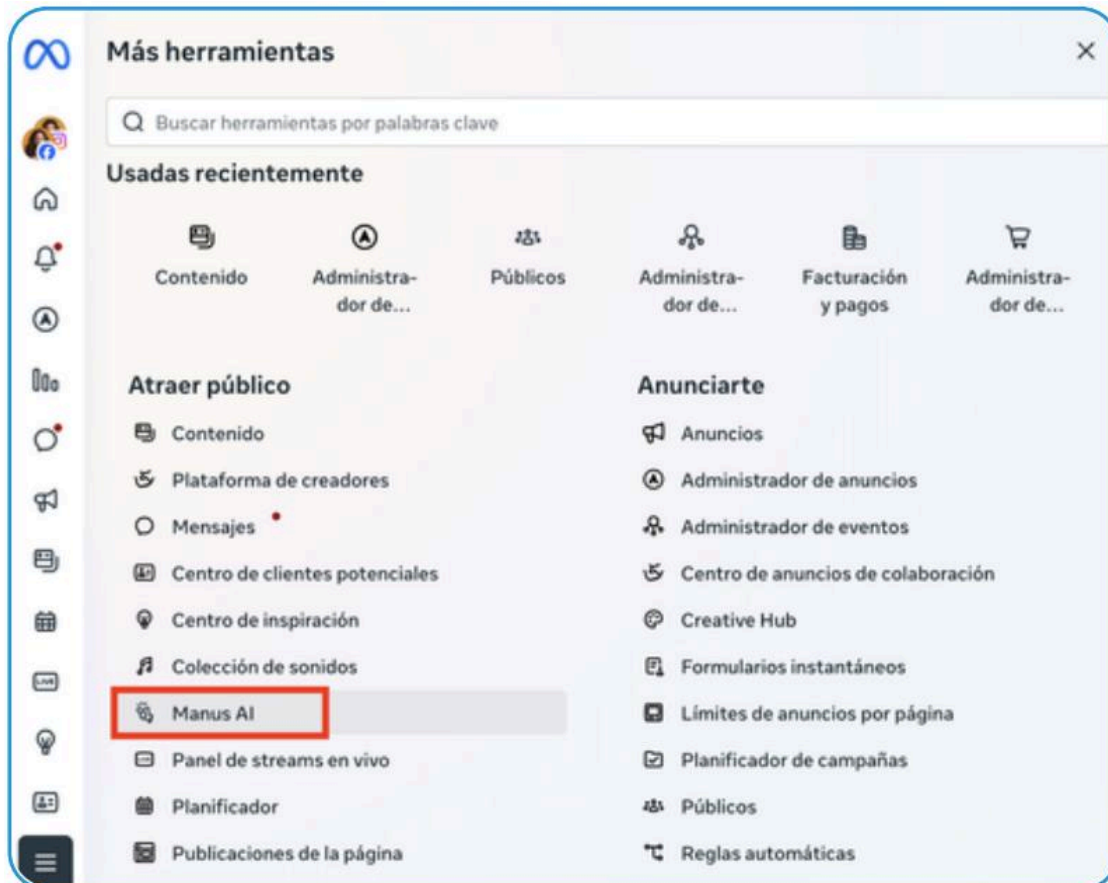 Más herramientas
Buscar herramientas por palabras clave
Usadas recientemente
Contenido
Administra-
dor de...
Públicos
Administra-
dor de...
Facturación
y pagos
Administra-
dor de...
Atraer público
Contenido
Plataforma de creadores
Mensajes
Centro de clientes potenciales
Centro de inspiración
Colección de sonidos
Manus AI
Panel de streams en vivo
Planificador
Publicaciones de la página
Anunciarte
Anuncios
Administrador de anuncios
Administrador de eventos
Centro de anuncios de colaboración
Creative Hub
Formularios instantáneos
Límites de anuncios por página
Planificador de campañas
Públicos
Reglas automáticas
LIVE